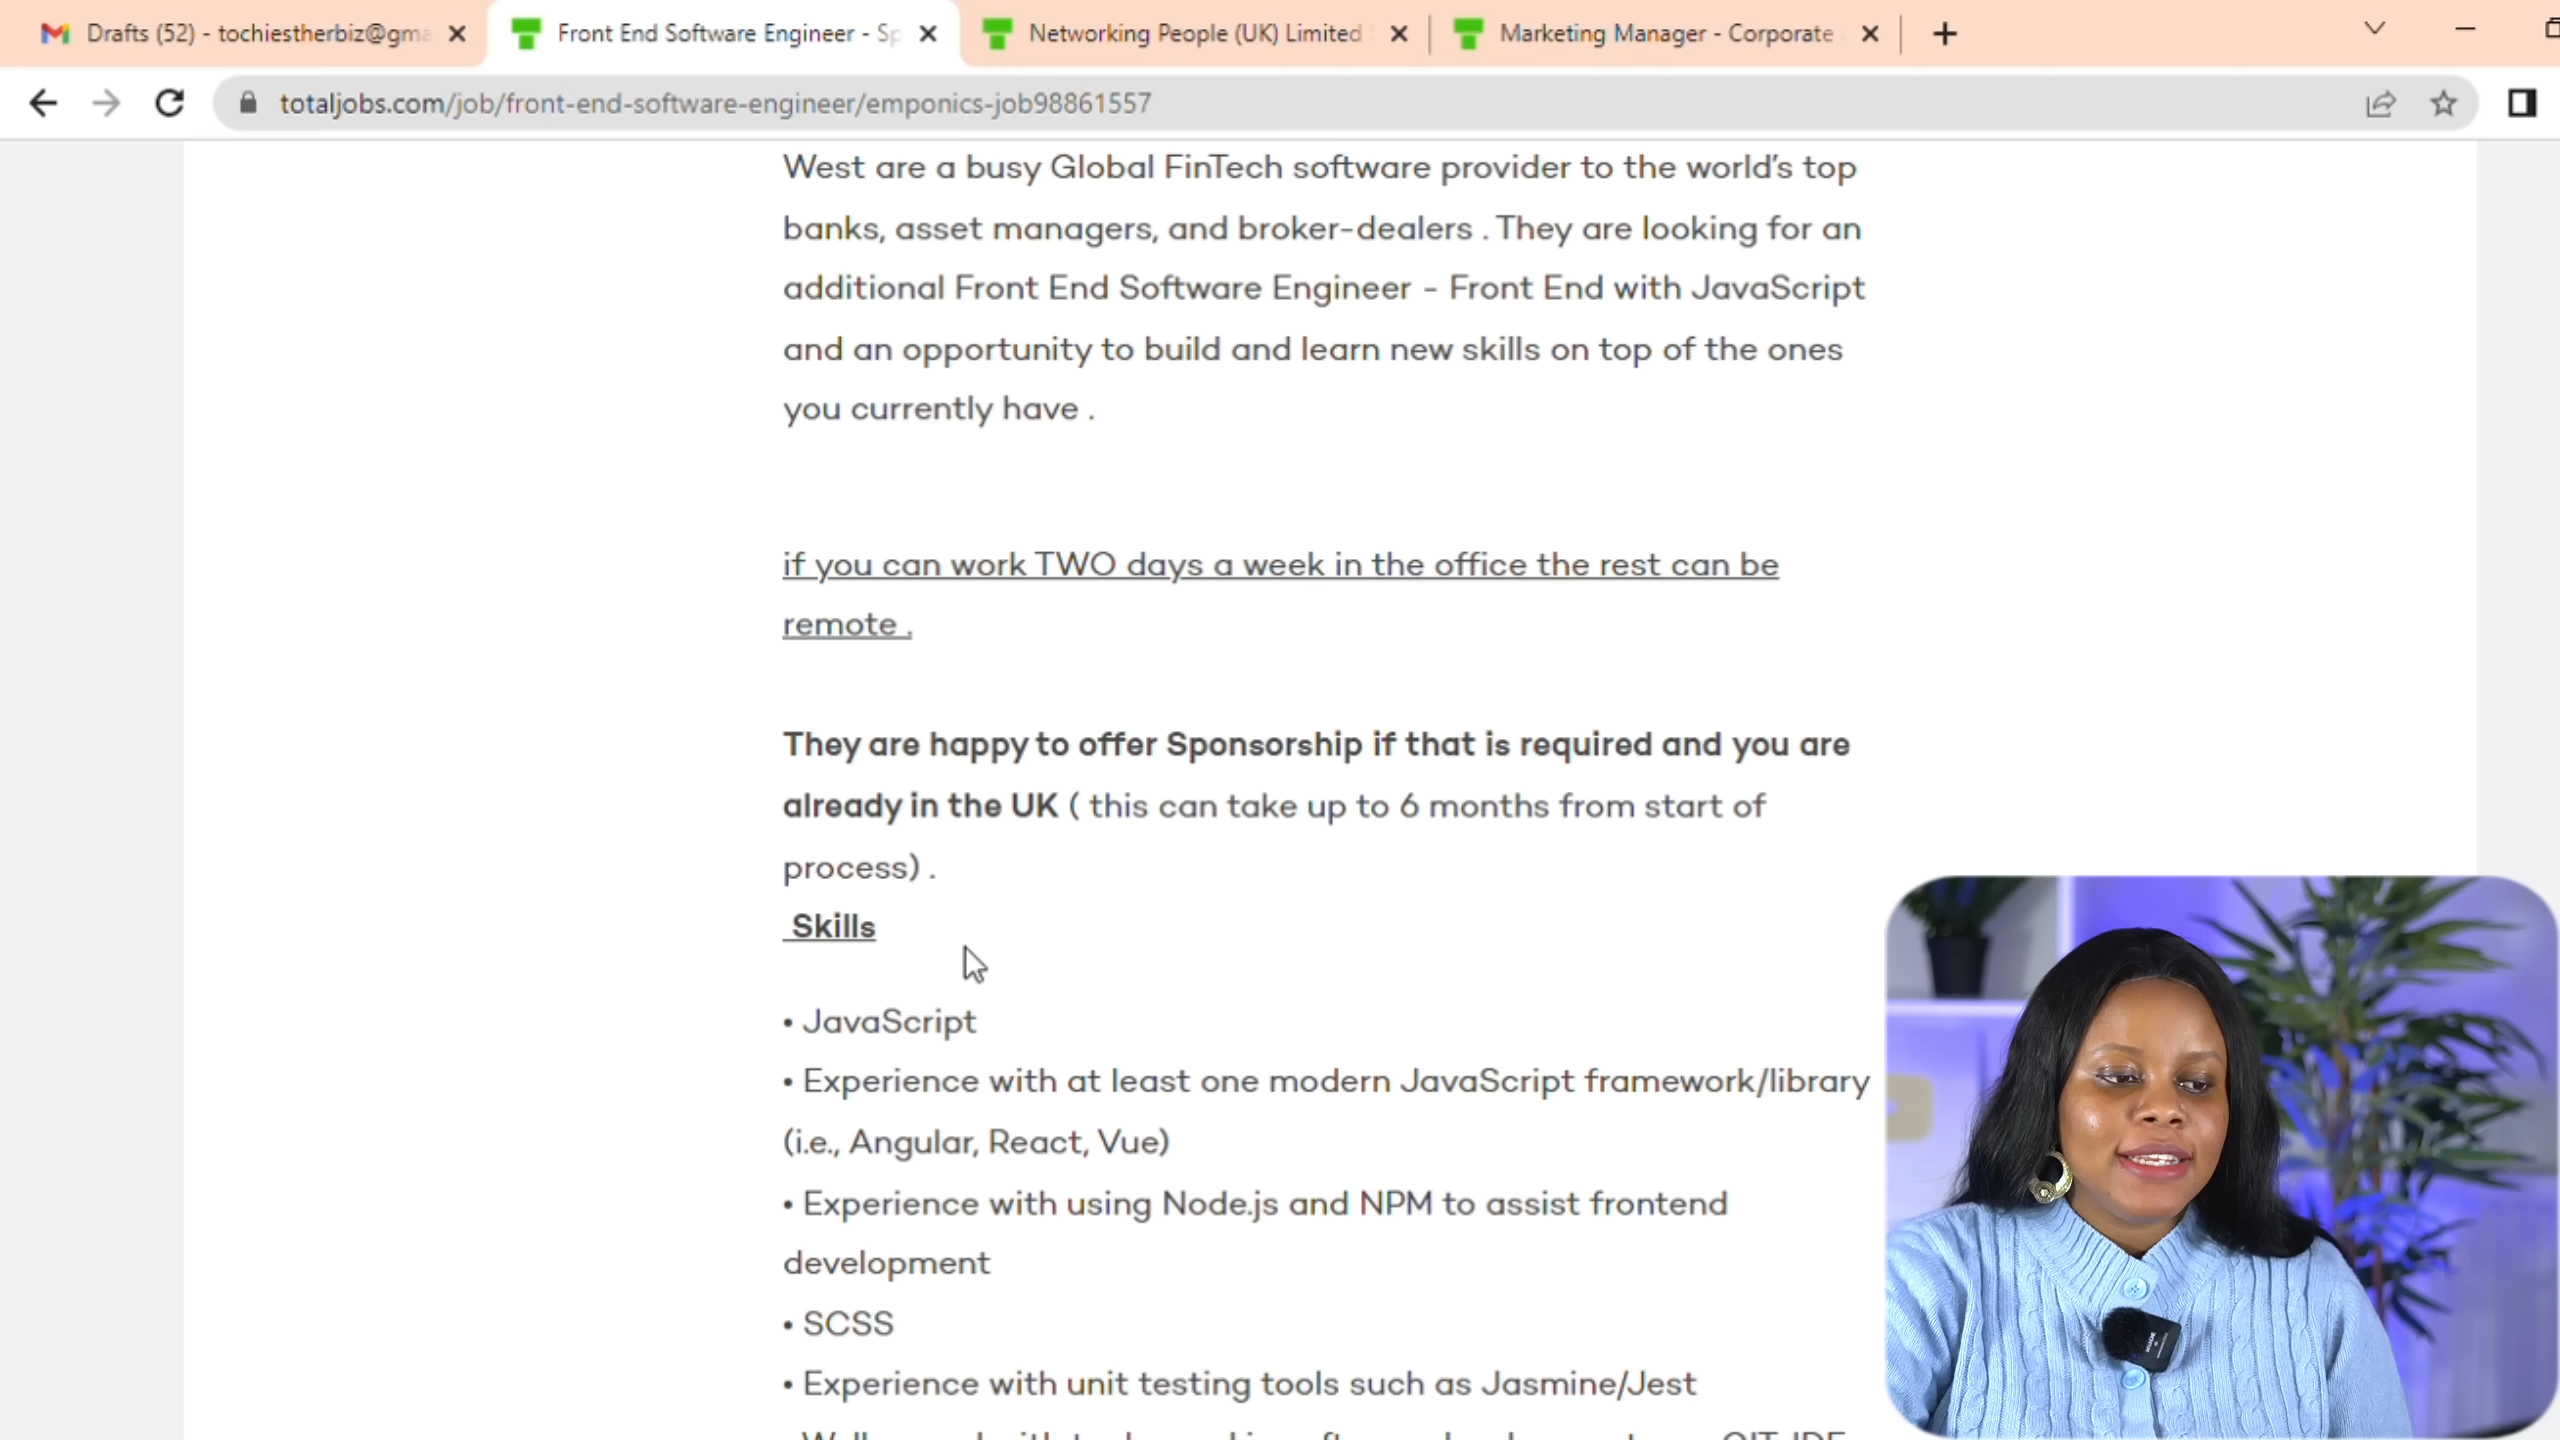 Drafts (52) - tochiestherbiz@gma
Front End Software Engineer - Sp
Networking People (UK) Limited
Marketing Manager - Corporate
totaljobs.com/job/front-end-software-engineer/emponics-job98861557
West are a busy Global FinTech software provider to the world's top
banks, asset managers, and broker-dealers . They are looking for an
additional Front End Software Engineer - Front End with JavaScript
and an opportunity to build and learn new skills on top of the ones
you currently have .
if you can work TWO days a week in the office the rest can be
remote .
They are happy to offer Sponsorship if that is required and you are
already in the UK ( this can take up to 6 months from start of
process) .
Skills
• JavaScript
• Experience with at least one modern JavaScript framework/library
(i.e., Angular, React, Vue)
• Experience with using Node.js and NPM to assist frontend
development
• SCSS
• Experience with unit testing tools such as Jasmine/Jest